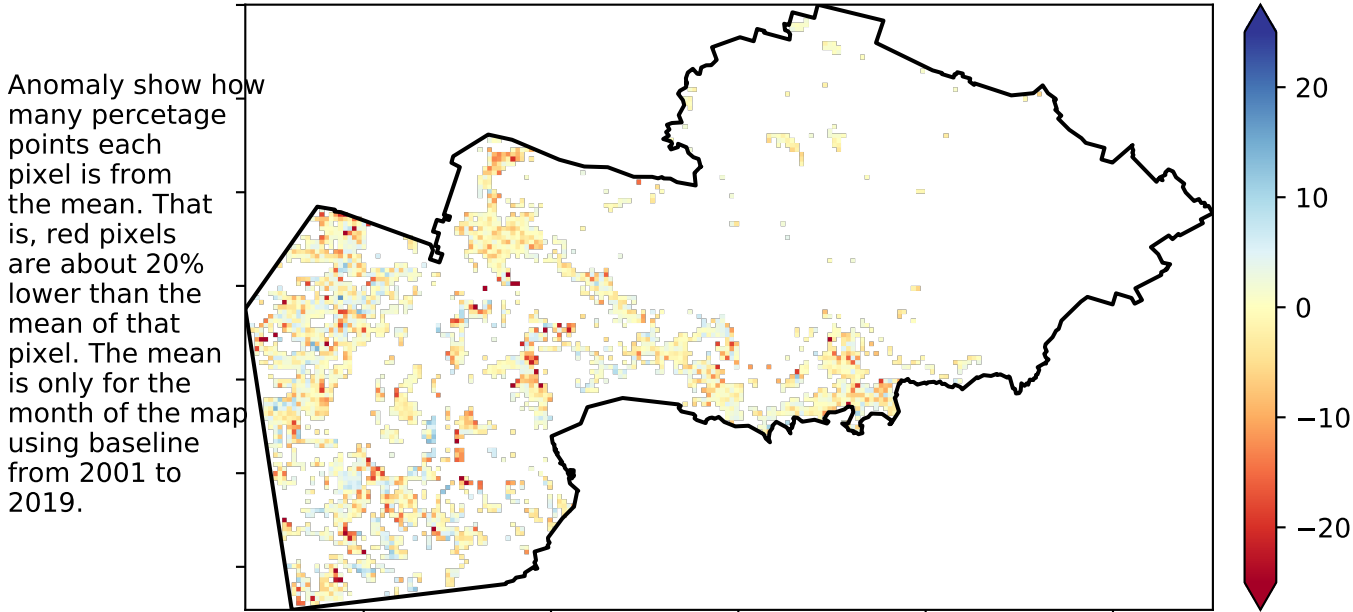 Anomaly show how
many percetage
points each
pixel is from
the mean. That
is, red pixels
are about 20%
lower than the
mean of that
pixel. The mean
is only for the
month of the map
using baseline
from 2001 to
2019.
20
10
0
−10
−20